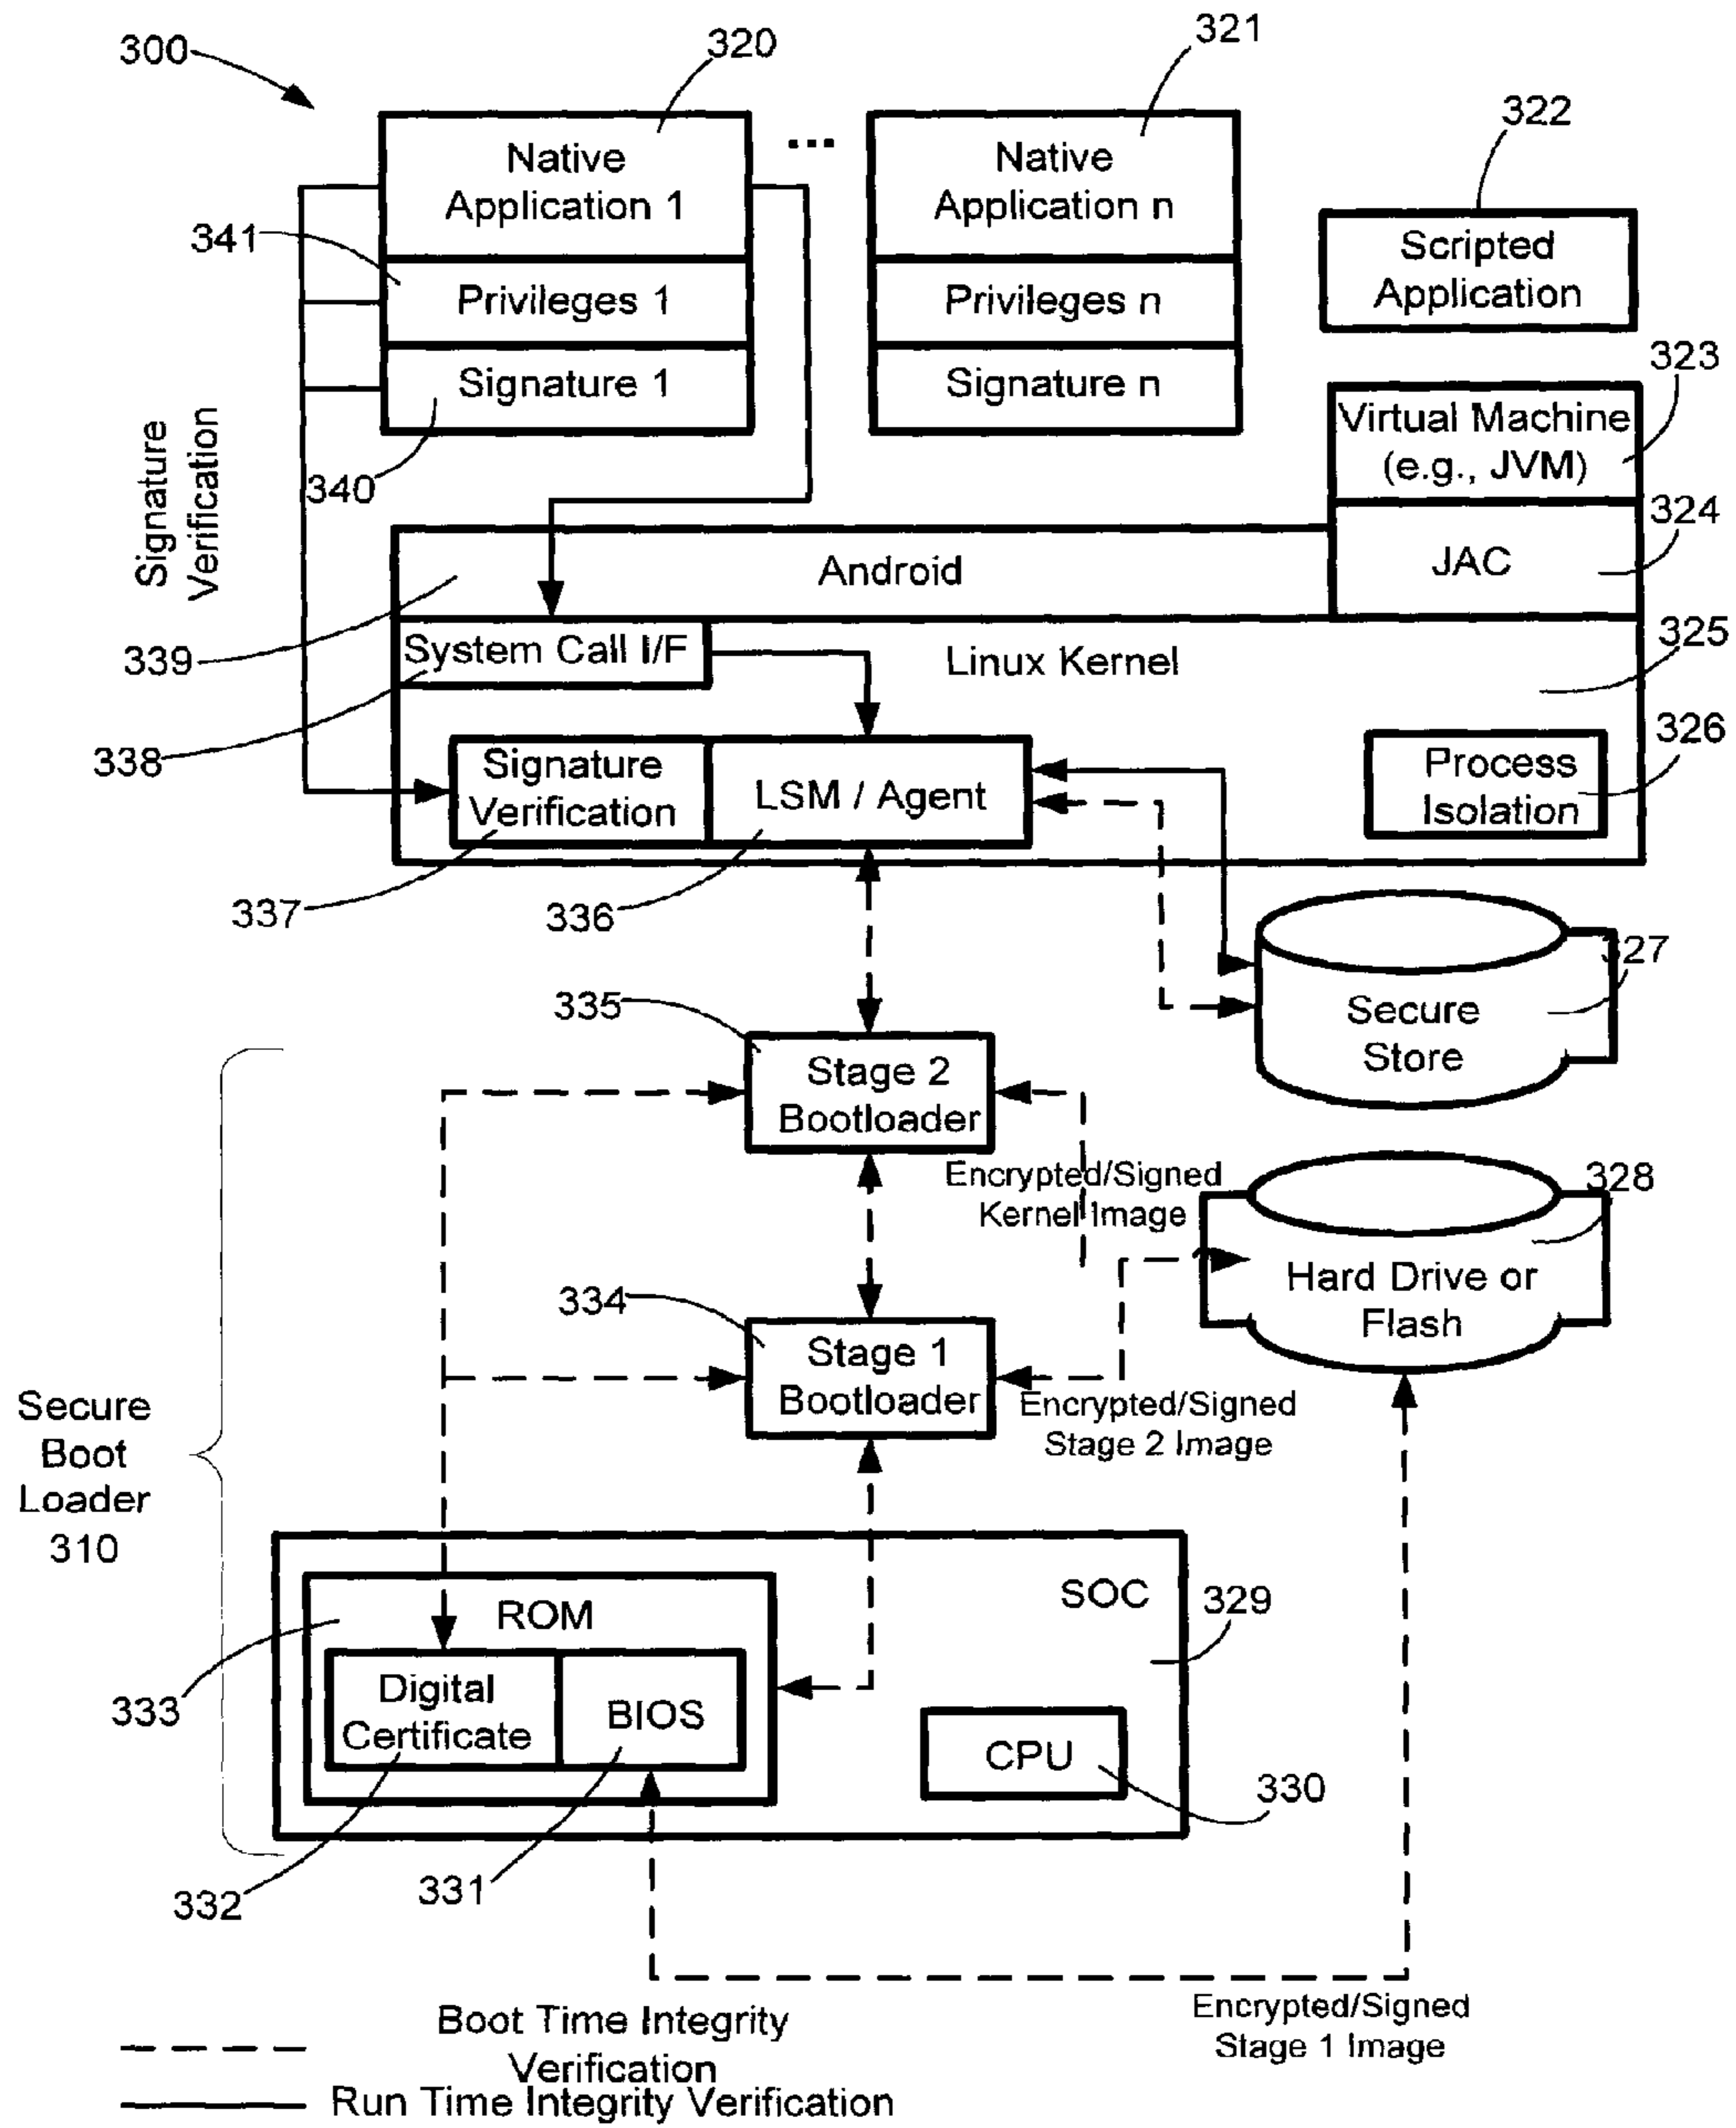 300
320
321
322
Native
Application 1
...
Native
Application n
Scripted
Application
341
Privileges 1
Privileges n
323
Signature 1
Signature n
Virtual Machine
(e.g., JVM)
Signature
Verification
340
324
Android
JAC
339
System Call I/F
Linux Kernel
325
338
Signature
Verification
LSM / Agent
Process
Isolation
326
337
336
327
335
Secure
Store
Stage 2
Bootloader
Encrypted/Signed
Kernel Image
328
334
Hard Drive or
Flash
Stage 1
Bootloader
Encrypted/Signed
Stage 2 Image
Secure
Boot
Loader
310
ROM
SOC
329
333
Digital
Certificate
BIOS
CPU
330
332
331
Encrypted/Signed
Stage 1 Image
Boot Time Integrity
Verification
Run Time Integrity Verification